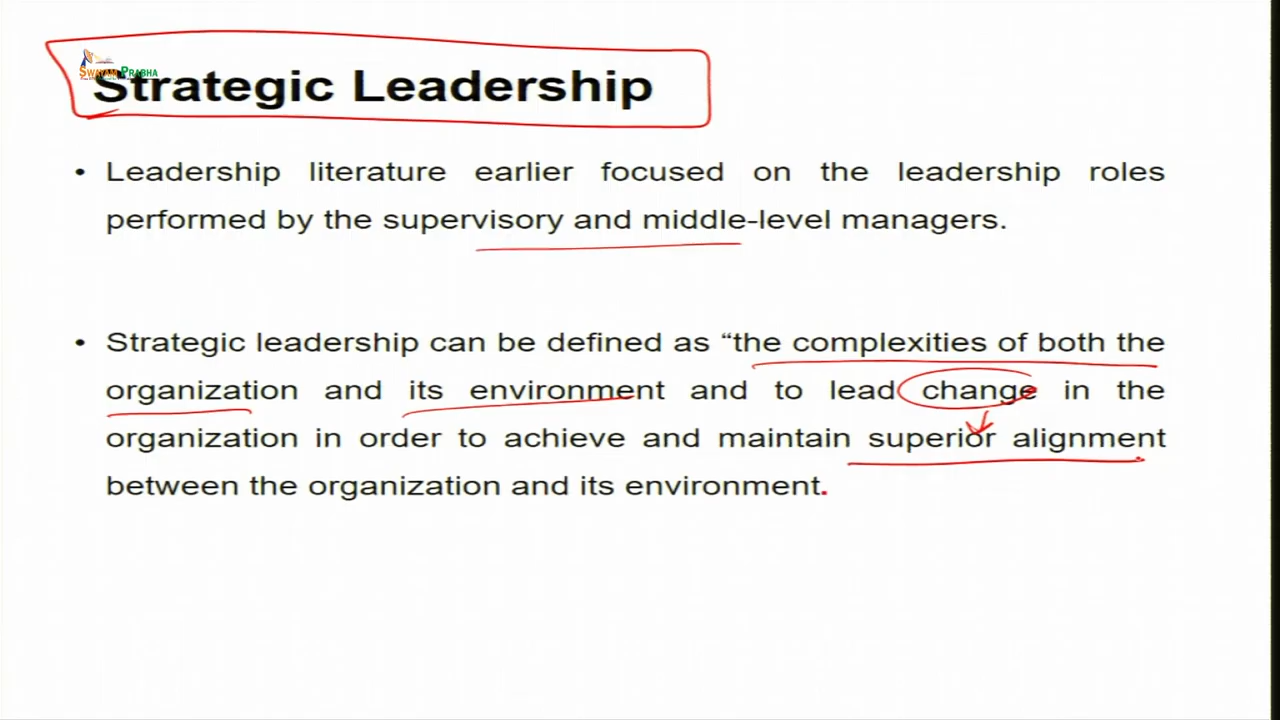 SWAYAM PRABHA
Strategic Leadership
• Leadership literature earlier focused on the leadership roles
performed by the supervisory and middle-level managers.
• Strategic leadership can be defined as “the complexities of both the
organization and its environment and to lead change in the
organization in order to achieve and maintain superior alignment
between the organization and its environment.